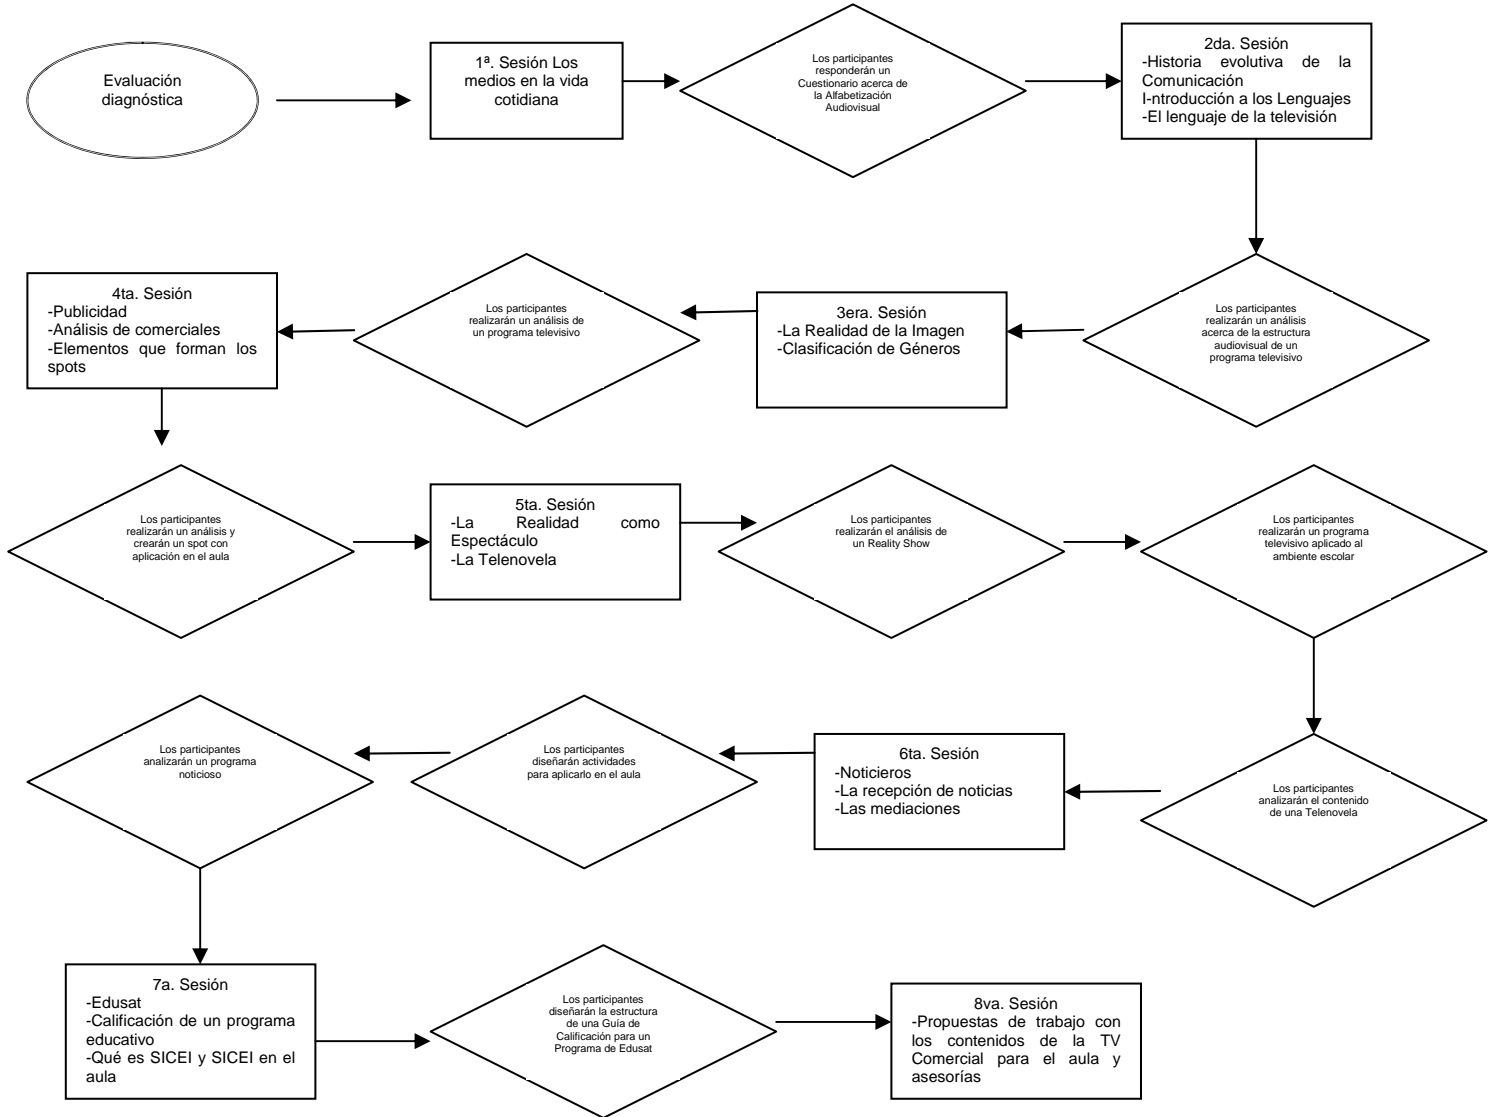 Evaluación
diagnóstica
1ª. Sesión Los
medios en la vida
cotidiana
Los participantes
responderán un
Cuestionario acerca de
la Alfabetización
Audiovisual
2da. Sesión
-Historia evolutiva de la
Comunicación
I-ntroducción a los Lenguajes
-El lenguaje de la televisión
Los participantes
realizarán un análisis
acerca de la estructura
audiovisual de un
programa televisivo
3era. Sesión
-La Realidad de la Imagen
-Clasificación de Géneros
Los participantes
realizarán un análisis de
un programa televisivo
4ta. Sesión
-Publicidad
-Análisis de comerciales
-Elementos que forman los
spots
Los participantes
realizarán un análisis y
crearán un spot con
aplicación en el aula
5ta. Sesión
-La Realidad como
Espectáculo
-La Telenovela
Los participantes
realizarán el análisis de
un Reality Show
Los participantes
realizarán un programa
televisivo aplicado al
ambiente escolar
Los participantes
analizarán el contenido
de una Telenovela
6ta. Sesión
-Noticieros
-La recepción de noticias
-Las mediaciones
Los participantes
diseñarán actividades
para aplicarlo en el aula
Los participantes
analizarán un programa
noticioso
7a. Sesión
-Edusat
-Calificación de un programa
educativo
-Qué es SICEI y SICEI en el
aula
Los participantes
diseñarán la estructura
de una Guía de
Calificación para un
Programa de Edusat
8va. Sesión
-Propuestas de trabajo con
los contenidos de la TV
Comercial para el aula y
asesorías